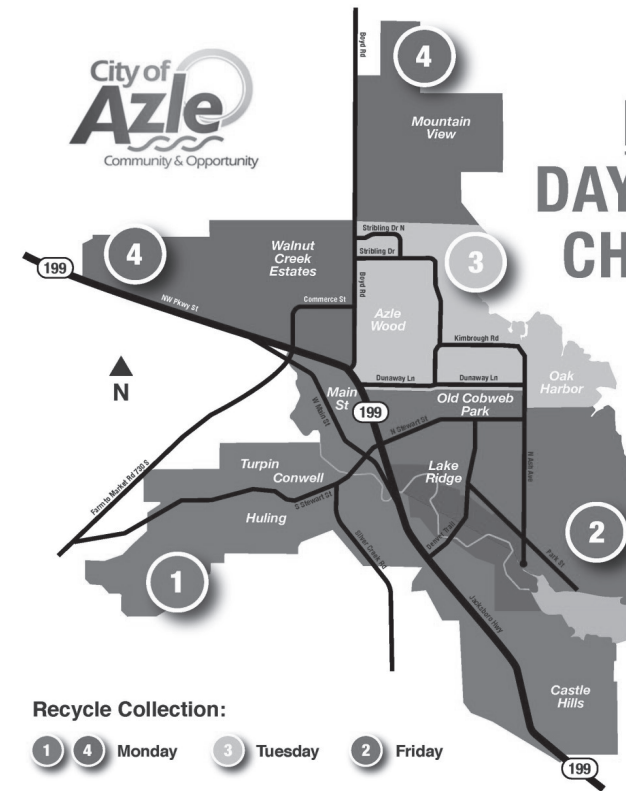 City of
Azle
Community & Opportunity
Boyd Rd
4
Mountain
View
DAY
CH
Stribling Dr N
Stribling Dr
3
4
Walnut
Creek
Estates
199
NW Pkwy St
Commerce St
Boyd Rd
Azle
Wood
Kimbrough Rd
N
Dunaway Ln
Dunaway Ln
Oak
Harbor
Main
St
199
W Main St
Old Cobweb
Park
N Stewart St
Farm to Market Rd 730 S
Turpin
Conwell
Lake
Ridge
S Stewart St
Huling
Silver Creek Rd
Park St
2
1
Jacksboro Hwy
Castle
Hills
Recycle Collection:
1 4 Monday 3 Tuesday 2 Friday
199